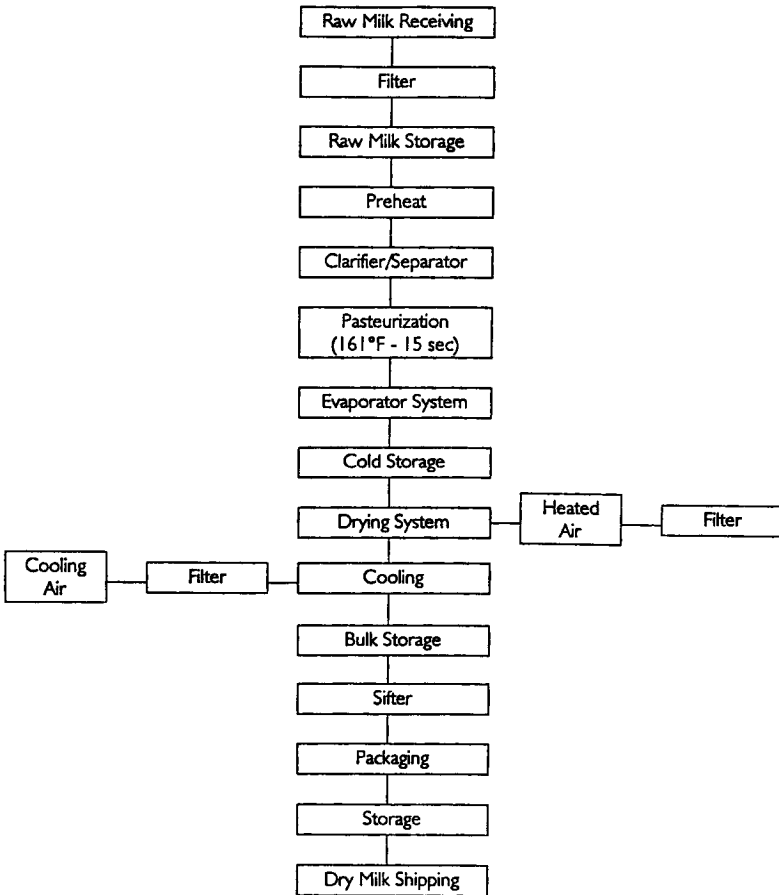 Raw Milk Receiving
Filter
Raw Milk Storage
Preheat
Clarifier/Separator
Pasteurization
(161°F - 15 sec)
Evaporator System
Cold Storage
Drying System
Heated
Air
Filter
Cooling
Air
Filter
Cooling
Bulk Storage
Sifter
Packaging
Storage
Dry Milk Shipping